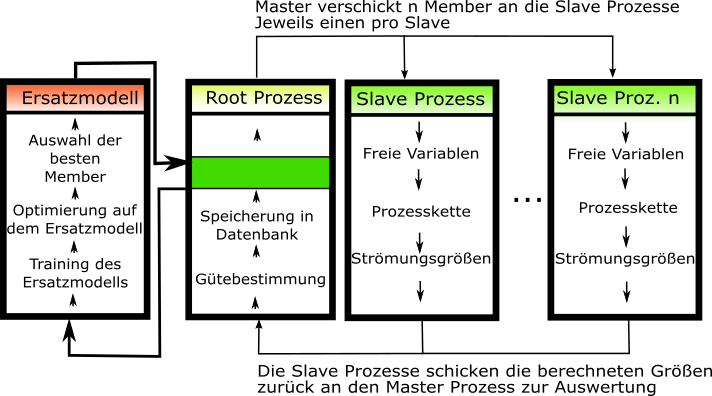 Master verschickt n Member an die Slave Prozesse
Jeweils einen pro Slave
Ersatzmodell
Auswahl der
besten
Member
Optimierung auf
dem Ersatzmodell
Training des
Ersatzmodells
Root Prozess
Speicherung in
Datenbank
Gütebestimmung
Slave Prozess
Freie Variablen
Prozesskette
Strömungsgrößen
...
Slave Proz. n
Freie Variablen
Prozesskette
Strömungsgrößen
Die Slave Prozesse schicken die berechneten Größen
zurück an den Master Prozess zur Auswertung